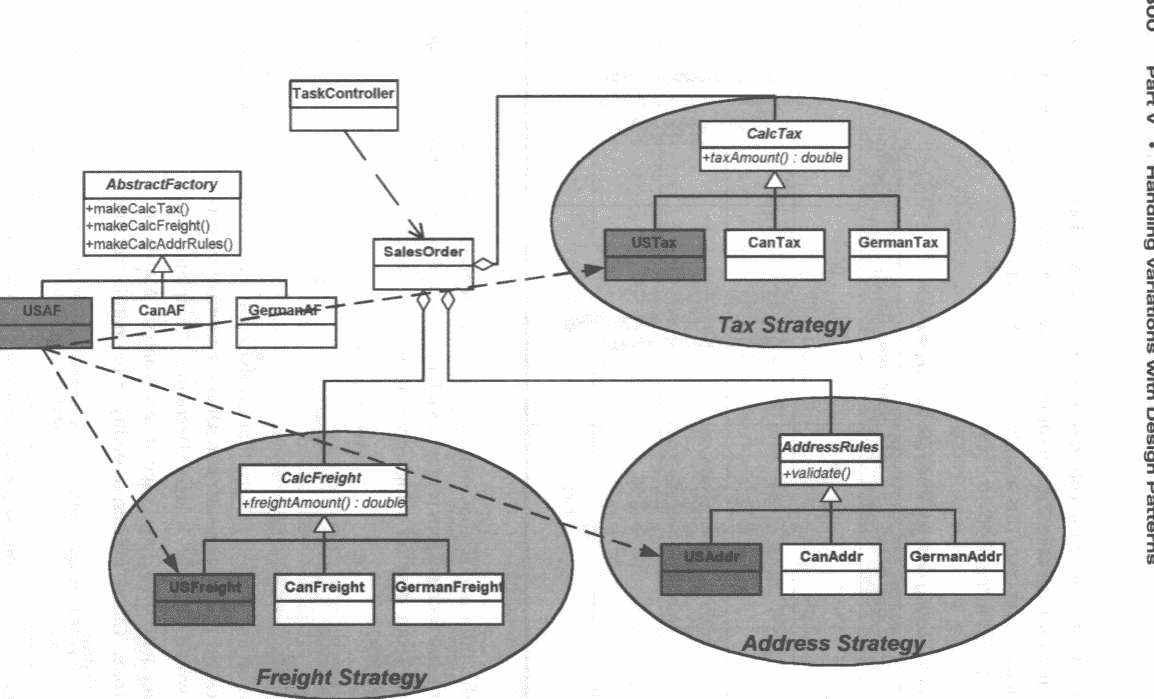 300 Part V • Handling Variations with Design Patterns
TaskController
CalcTax
+taxAmount() : double
AbstractFactory
+makeCalcTax()
+makeCalcFreight()
+makeCalcAddrRules()
SalesOrder
USTax
CanTax
GermanTax
USAF
CanAF
GermanAF
Tax Strategy
CalcFreight
+freightAmount() : double
AddressRules
+validate()
USFreight
CanFreight
GermanFreight
USAddr
CanAddr
GermanAddr
Freight Strategy
Address Strategy